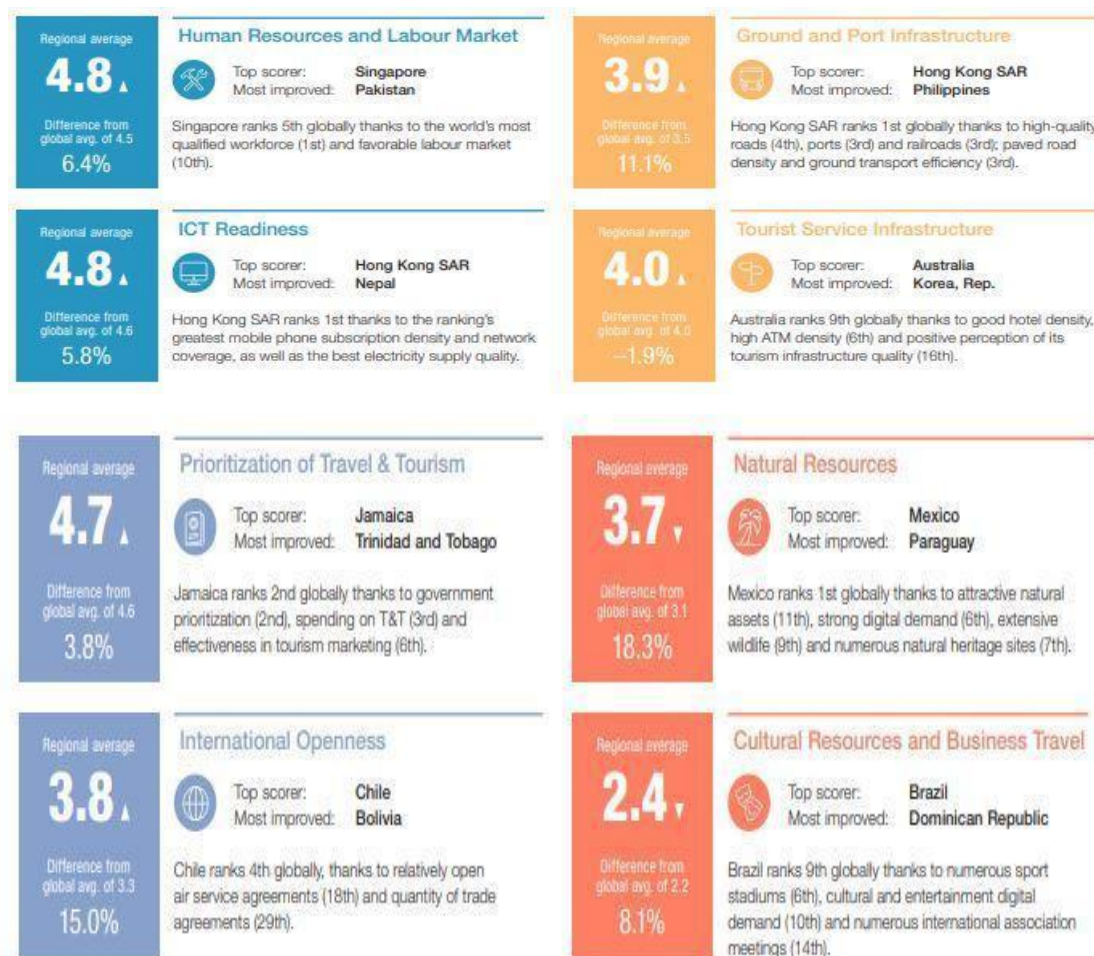 Regional average
4.8 ▲
Difference from
global avg. of 4.5
6.4%
Human Resources and Labour Market
Top scorer: Singapore
Most improved: Pakistan
Singapore ranks 5th globally thanks to the world's most
qualified workforce (1st) and favorable labour market
(10th).
Regional average
3.9 ▲
Difference from
global avg. of 3.5
11.1%
Ground and Port Infrastructure
Top scorer: Hong Kong SAR
Most improved: Philippines
Hong Kong SAR ranks 1st globally thanks to high-quality
roads (4th), ports (3rd) and railroads (3rd); paved road
density and ground transport efficiency (3rd).
Regional average
4.8 ▲
Difference from
global avg. of 4.6
5.8%
ICT Readiness
Top scorer: Hong Kong SAR
Most improved: Nepal
Hong Kong SAR ranks 1st thanks to the ranking's
greatest mobile phone subscription density and network
coverage, as well as the best electricity supply quality.
Regional average
4.0 ▲
Difference from
global avg. of 4.0
–1.9%
Tourist Service Infrastructure
Top scorer: Australia
Most improved: Korea, Rep.
Australia ranks 9th globally thanks to good hotel density,
high ATM density (6th) and positive perception of its
tourism infrastructure quality (16th).
Regional average
4.7 ▲
Difference from
global avg. of 4.6
3.8%
Prioritization of Travel & Tourism
Top scorer: Jamaica
Most improved: Trinidad and Tobago
Jamaica ranks 2nd globally thanks to government
prioritization (2nd), spending on T&T (3rd) and
effectiveness in tourism marketing (6th).
Regional average
3.7 ▼
Difference from
global avg. of 3.1
18.3%
Natural Resources
Top scorer: Mexico
Most improved: Paraguay
Mexico ranks 1st globally thanks to attractive natural
assets (11th), strong digital demand (6th), extensive
wildlife (9th) and numerous natural heritage sites (7th).
Regional average
3.8 ▲
Difference from
global avg. of 3.3
15.0%
International Openness
Top scorer: Chile
Most improved: Bolivia
Chile ranks 4th globally, thanks to relatively open
air service agreements (18th) and quantity of trade
agreements (29th).
Regional average
2.4 ▼
Difference from
global avg. of 2.2
8.1%
Cultural Resources and Business Travel
Top scorer: Brazil
Most improved: Dominican Republic
Brazil ranks 9th globally thanks to numerous sport
stadiums (6th), cultural and entertainment digital
demand (10th) and numerous international association
meetings (14th).